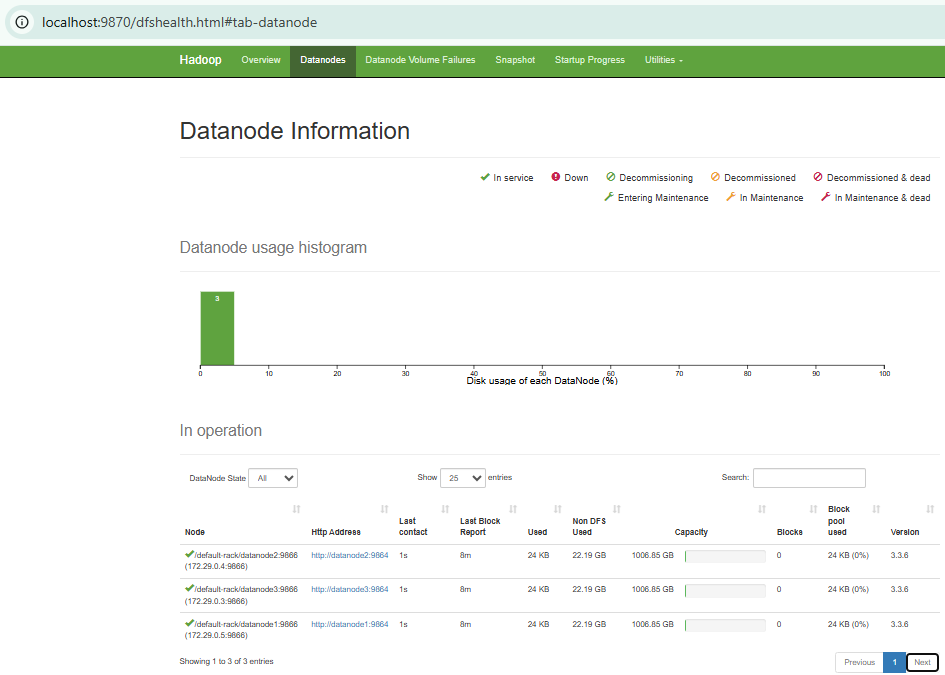 localhost:9870/dfshealth.html#tab-datanode
Hadoop Overview Datanodes Datanode Volume Failures Snapshot Startup Progress Utilities
Datanode Information
In service Down Decommissioning Decommissioned Decommissioned & dead
Entering Maintenance In Maintenance In Maintenance & dead
Datanode usage histogram
3
0 10 20 30 40 50 60 70 80 90 100
Disk usage of each DataNode (%)
In operation
DataNode State All Show 25 entries Search:
Node Http Address Last contact Last Block Report Used Non DFS Used Capacity Blocks Block pool used Version
/default-rack/datanode2:9866 http://datanode2:9864 1s 8m 24 KB 22.19 GB 1006.85 GB 0 24 KB (0%) 3.3.6
(172.29.0.4:9866)
/default-rack/datanode3:9866 http://datanode3:9864 1s 8m 24 KB 22.19 GB 1006.85 GB 0 24 KB (0%) 3.3.6
(172.29.0.3:9866)
/default-rack/datanode1:9866 http://datanode1:9864 1s 8m 24 KB 22.19 GB 1006.85 GB 0 24 KB (0%) 3.3.6
(172.29.0.5:9866)
Showing 1 to 3 of 3 entries
Previous 1 Next